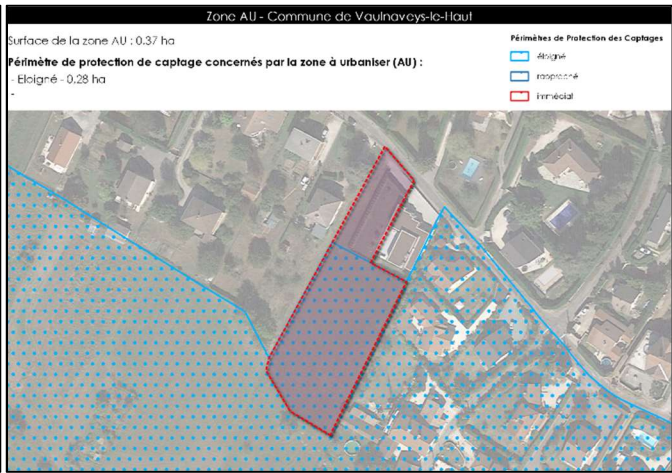 Zone AU - Commune de Vaulnaveys-le-Haut
Surface de la zone AU : 0.37 ha
Périmètre de protection de captage concernés par la zone à urbaniser (AU) :
- Eloigné - 0.28 ha
-
Périmètres de Protection des Captages
éloigné
rapproché
immédiat